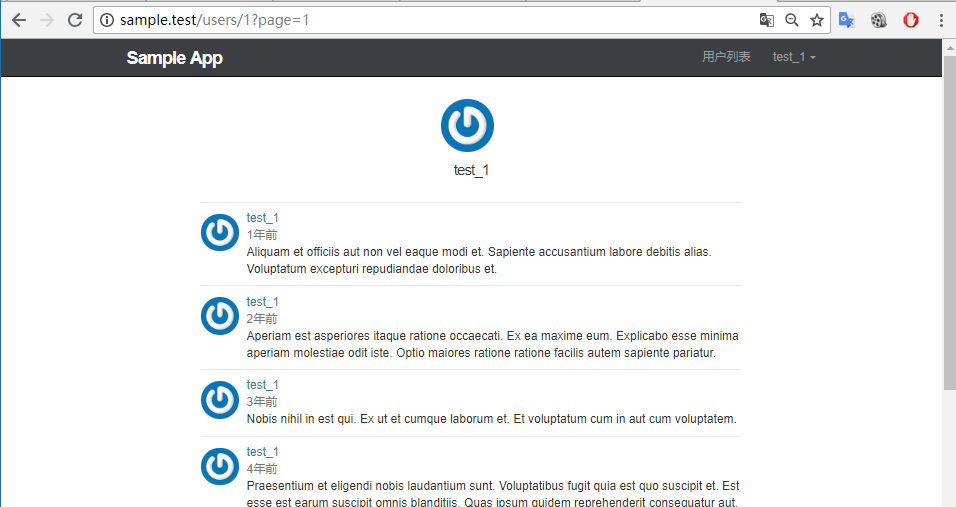 sample.test/users/1?page=1
Sample App 用户列表 test_1
test_1
test_1
1年前
Aliquam et officiis aut non vel eaque modi et. Sapiente accusantium labore debitis alias.
Voluptatum excepturi repudiandae doloribus et.
test_1
2年前
Aperiam est asperiores itaque ratione occaecati. Ex ea maxime eum. Explicabo esse minima
aperiam molestiae odit iste. Optio maiores ratione ratione facilis autem sapiente pariatur.
test_1
3年前
Nobis nihil in est qui. Ex ut et cumque laborum et. Et voluptatum cum in aut cum voluptatem.
test_1
4年前
Praesentium et eligendi nobis laudantium sunt. Voluptatibus fugit quia est quo suscipit et. Est
esse est earum suscipit omnis blanditiis. Quas ipsum quidem reprehenderit consequatur aut.